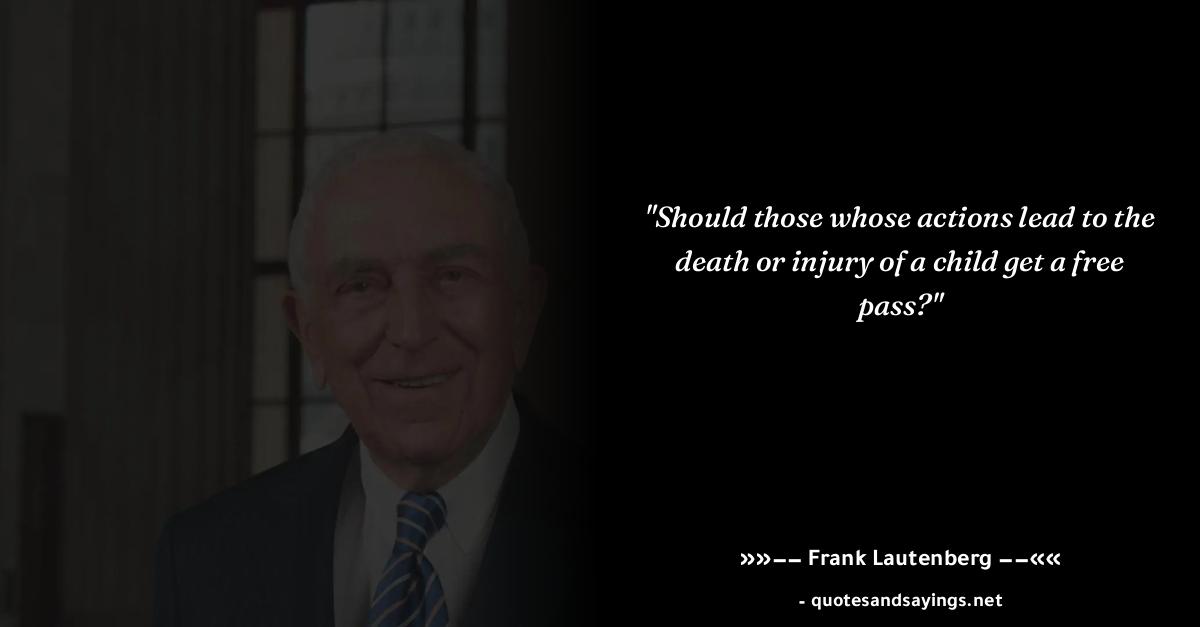 "Should those whose actions lead to the
death or injury of a child get a free
pass?"
»»−− Frank Lautenberg −−««
- quotesandsayings.net